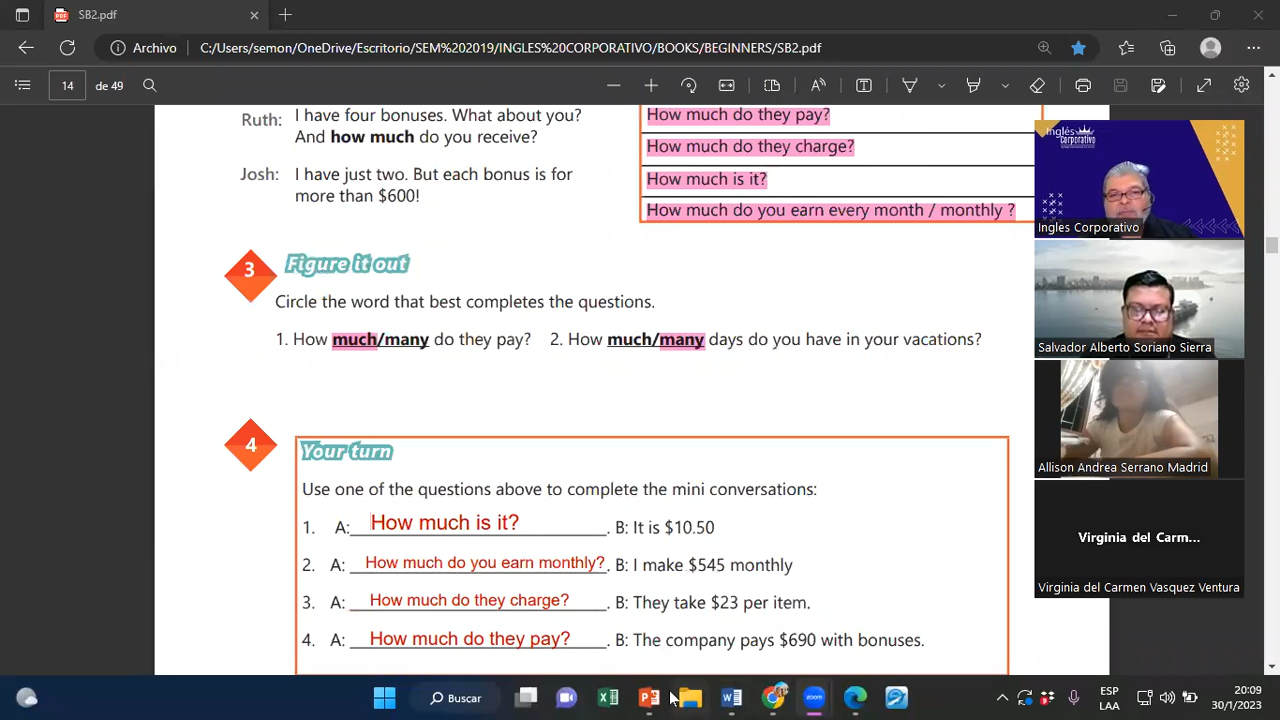 SB2.pdf
Archivo
C:/Users/semon/OneDrive/Escritorio/SEM%202019/INGLES%20CORPORATIVO/BOOKS/BEGINNERS/SB2.pdf
14 de 49
Ruth: I have four bonuses. What about you?
And how much do you receive?
Josh: I have just two. But each bonus is for
more than $600!
How much do they pay?
How much do they charge?
How much is it?
How much do you earn every month / monthly ?
3 Figure it out
Circle the word that best completes the questions.
1. How much/many do they pay? 2. How much/many days do you have in your vacations?
4 Your turn
Use one of the questions above to complete the mini conversations:
1. A: How much is it? . B: It is $10.50
2. A: How much do you earn monthly? . B: I make $545 monthly
3. A: How much do they charge? . B: They take $23 per item.
4. A: How much do they pay? . B: The company pays $690 with bonuses.
Inglés
Corporativo
Ingles Corporativo
Salvador Alberto Soriano Sierra
Allison Andrea Serrano Madrid
Virginia del Carm...
Virginia del Carmen Vasquez Ventura
Buscar
ESP
LAA
20:09
30/1/2023